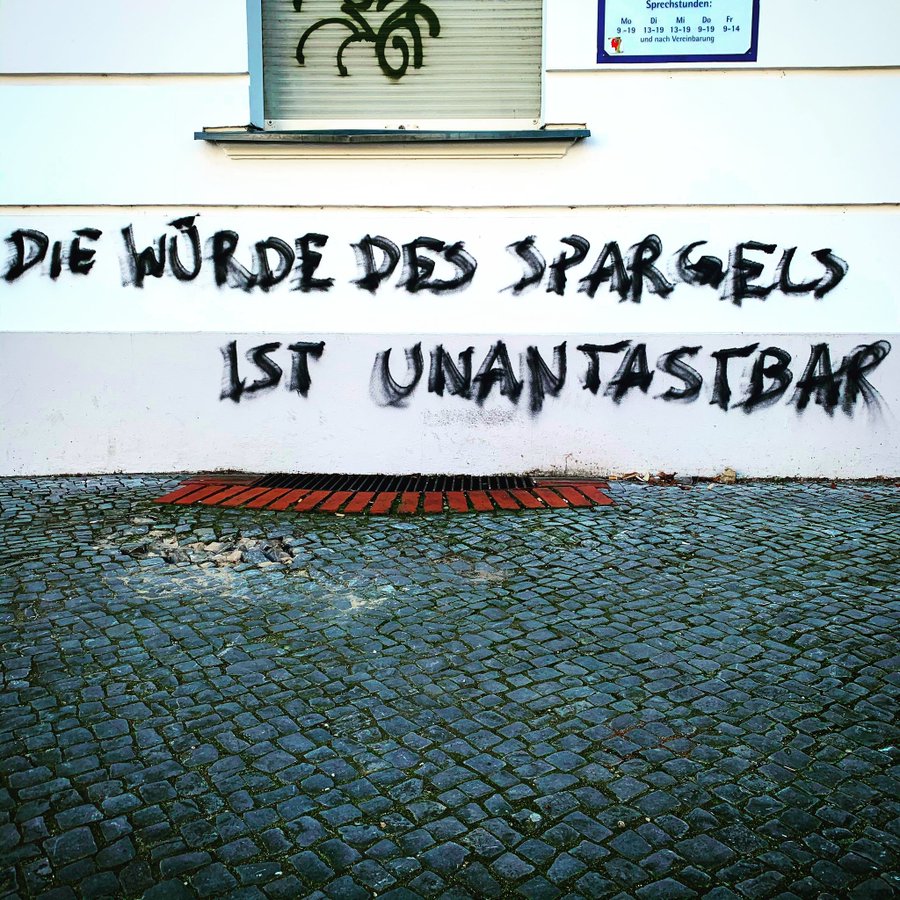 Sprechstunden:
Mo Di Mi Do Fr
9-19 13-19 13-19 9-19 9-14
und nach Vereinbarung
DIE WÜRDE DES SPARGELS
IST UNANTASTBAR